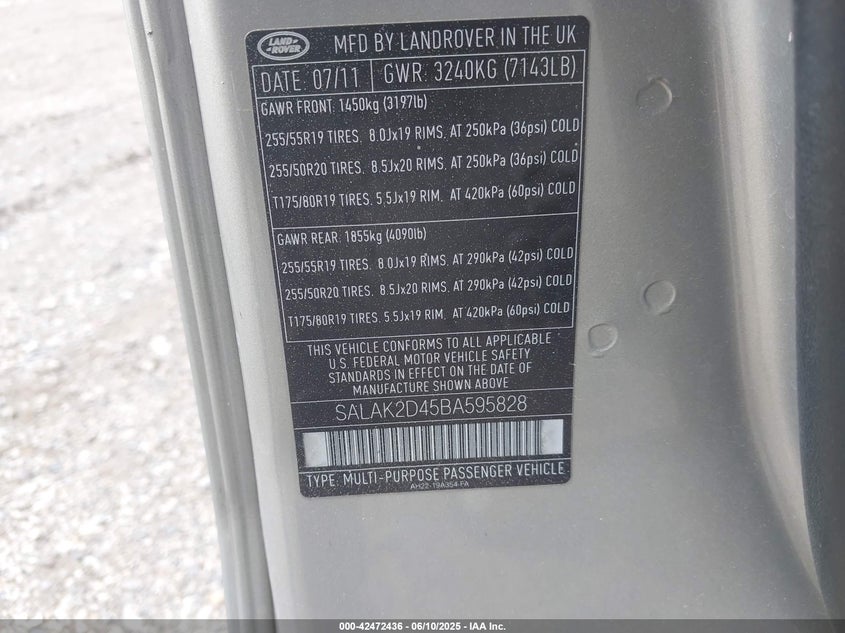 LAND ROVER
MFD BY LANDROVER IN THE UK
DATE: 07/11 GWR: 3240KG (7143LB)
GAWR FRONT: 1450kg (3197lb)
255/55R19 TIRES. 8.0Jx19 RIMS. AT 250kPa (36psi) COLD
255/50R20 TIRES. 8.5Jx20 RIMS. AT 250kPa (36psi) COLD
T175/80R19 TIRES. 5.5Jx19 RIM. AT 420kPa (60psi) COLD
GAWR REAR: 1855kg (4090lb)
255/55R19 TIRES. 8.0Jx19 RIMS. AT 290kPa (42psi) COLD
255/50R20 TIRES. 8.5Jx20 RIMS. AT 290kPa (42psi) COLD
T175/80R19 TIRES. 5.5Jx19 RIM. AT 420kPa (60psi) COLD
THIS VEHICLE CONFORMS TO ALL APPLICABLE
U.S. FEDERAL MOTOR VEHICLE SAFETY
STANDARDS IN EFFECT ON THE DATE OF
MANUFACTURE SHOWN ABOVE
SALAK2D45BA595828
TYPE: MULTI-PURPOSE PASSENGER VEHICLE
AH22-19A354-FA
000-42472436 - 06/10/2025 - IAA Inc.